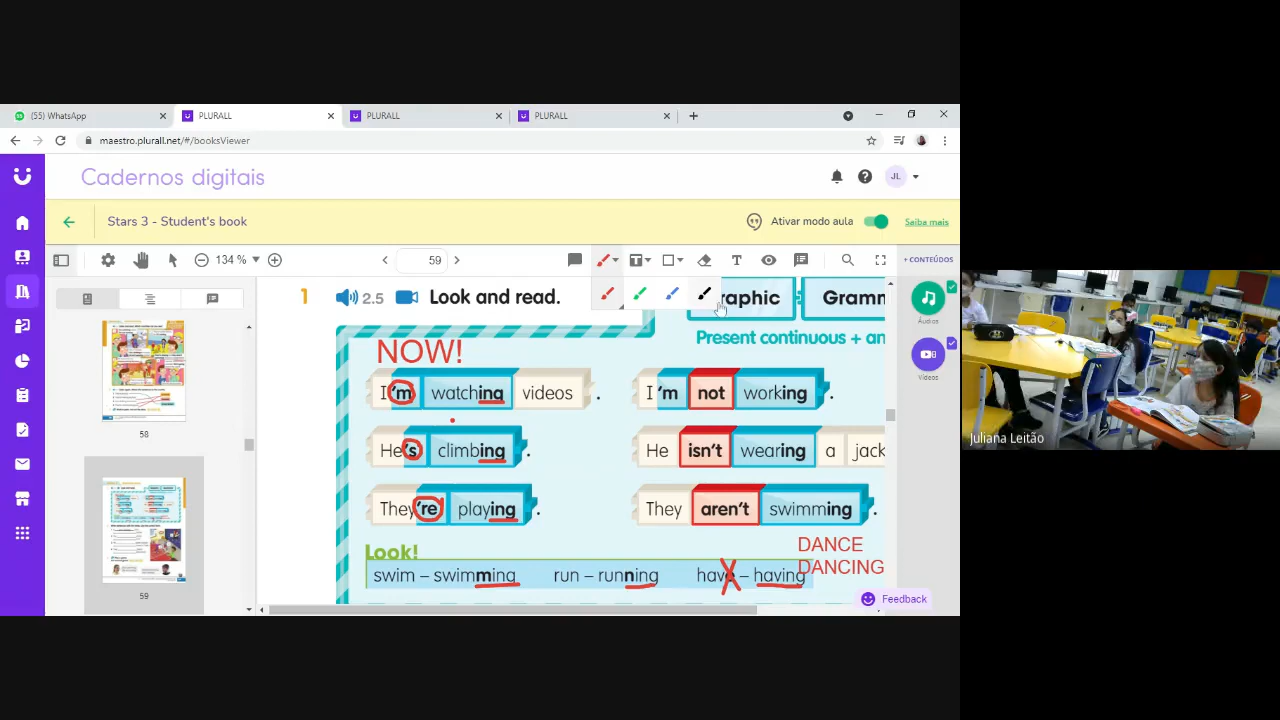 (55) WhatsApp
PLURALL
PLURALL
PLURALL
maestro.plurall.net/#/booksViewer
Cadernos digitais
JL
Stars 3 - Student's book
Ativar modo aula
Saiba mais
134 %
59
+ CONTEÚDOS
1 2.5 Look and read.
raphic
Gramm
Present continuous + an
NOW!
I 'm watching videos .
I 'm not working .
He 's climbing .
He isn't wearing a jack
They 're playing .
They aren't swimming .
Look!
DANCE
DANCING
swim – swimming run – running have – having
58
59
Áudios
Vídeos
Feedback
Juliana Leitão